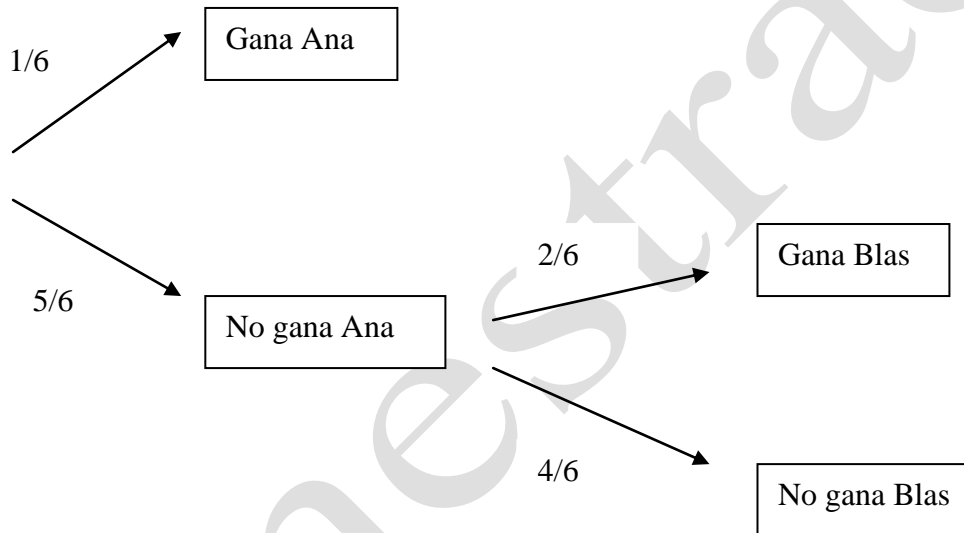 Gana Ana
1/6
2/6
Gana Blas
5/6
No gana Ana
4/6
No gana Blas